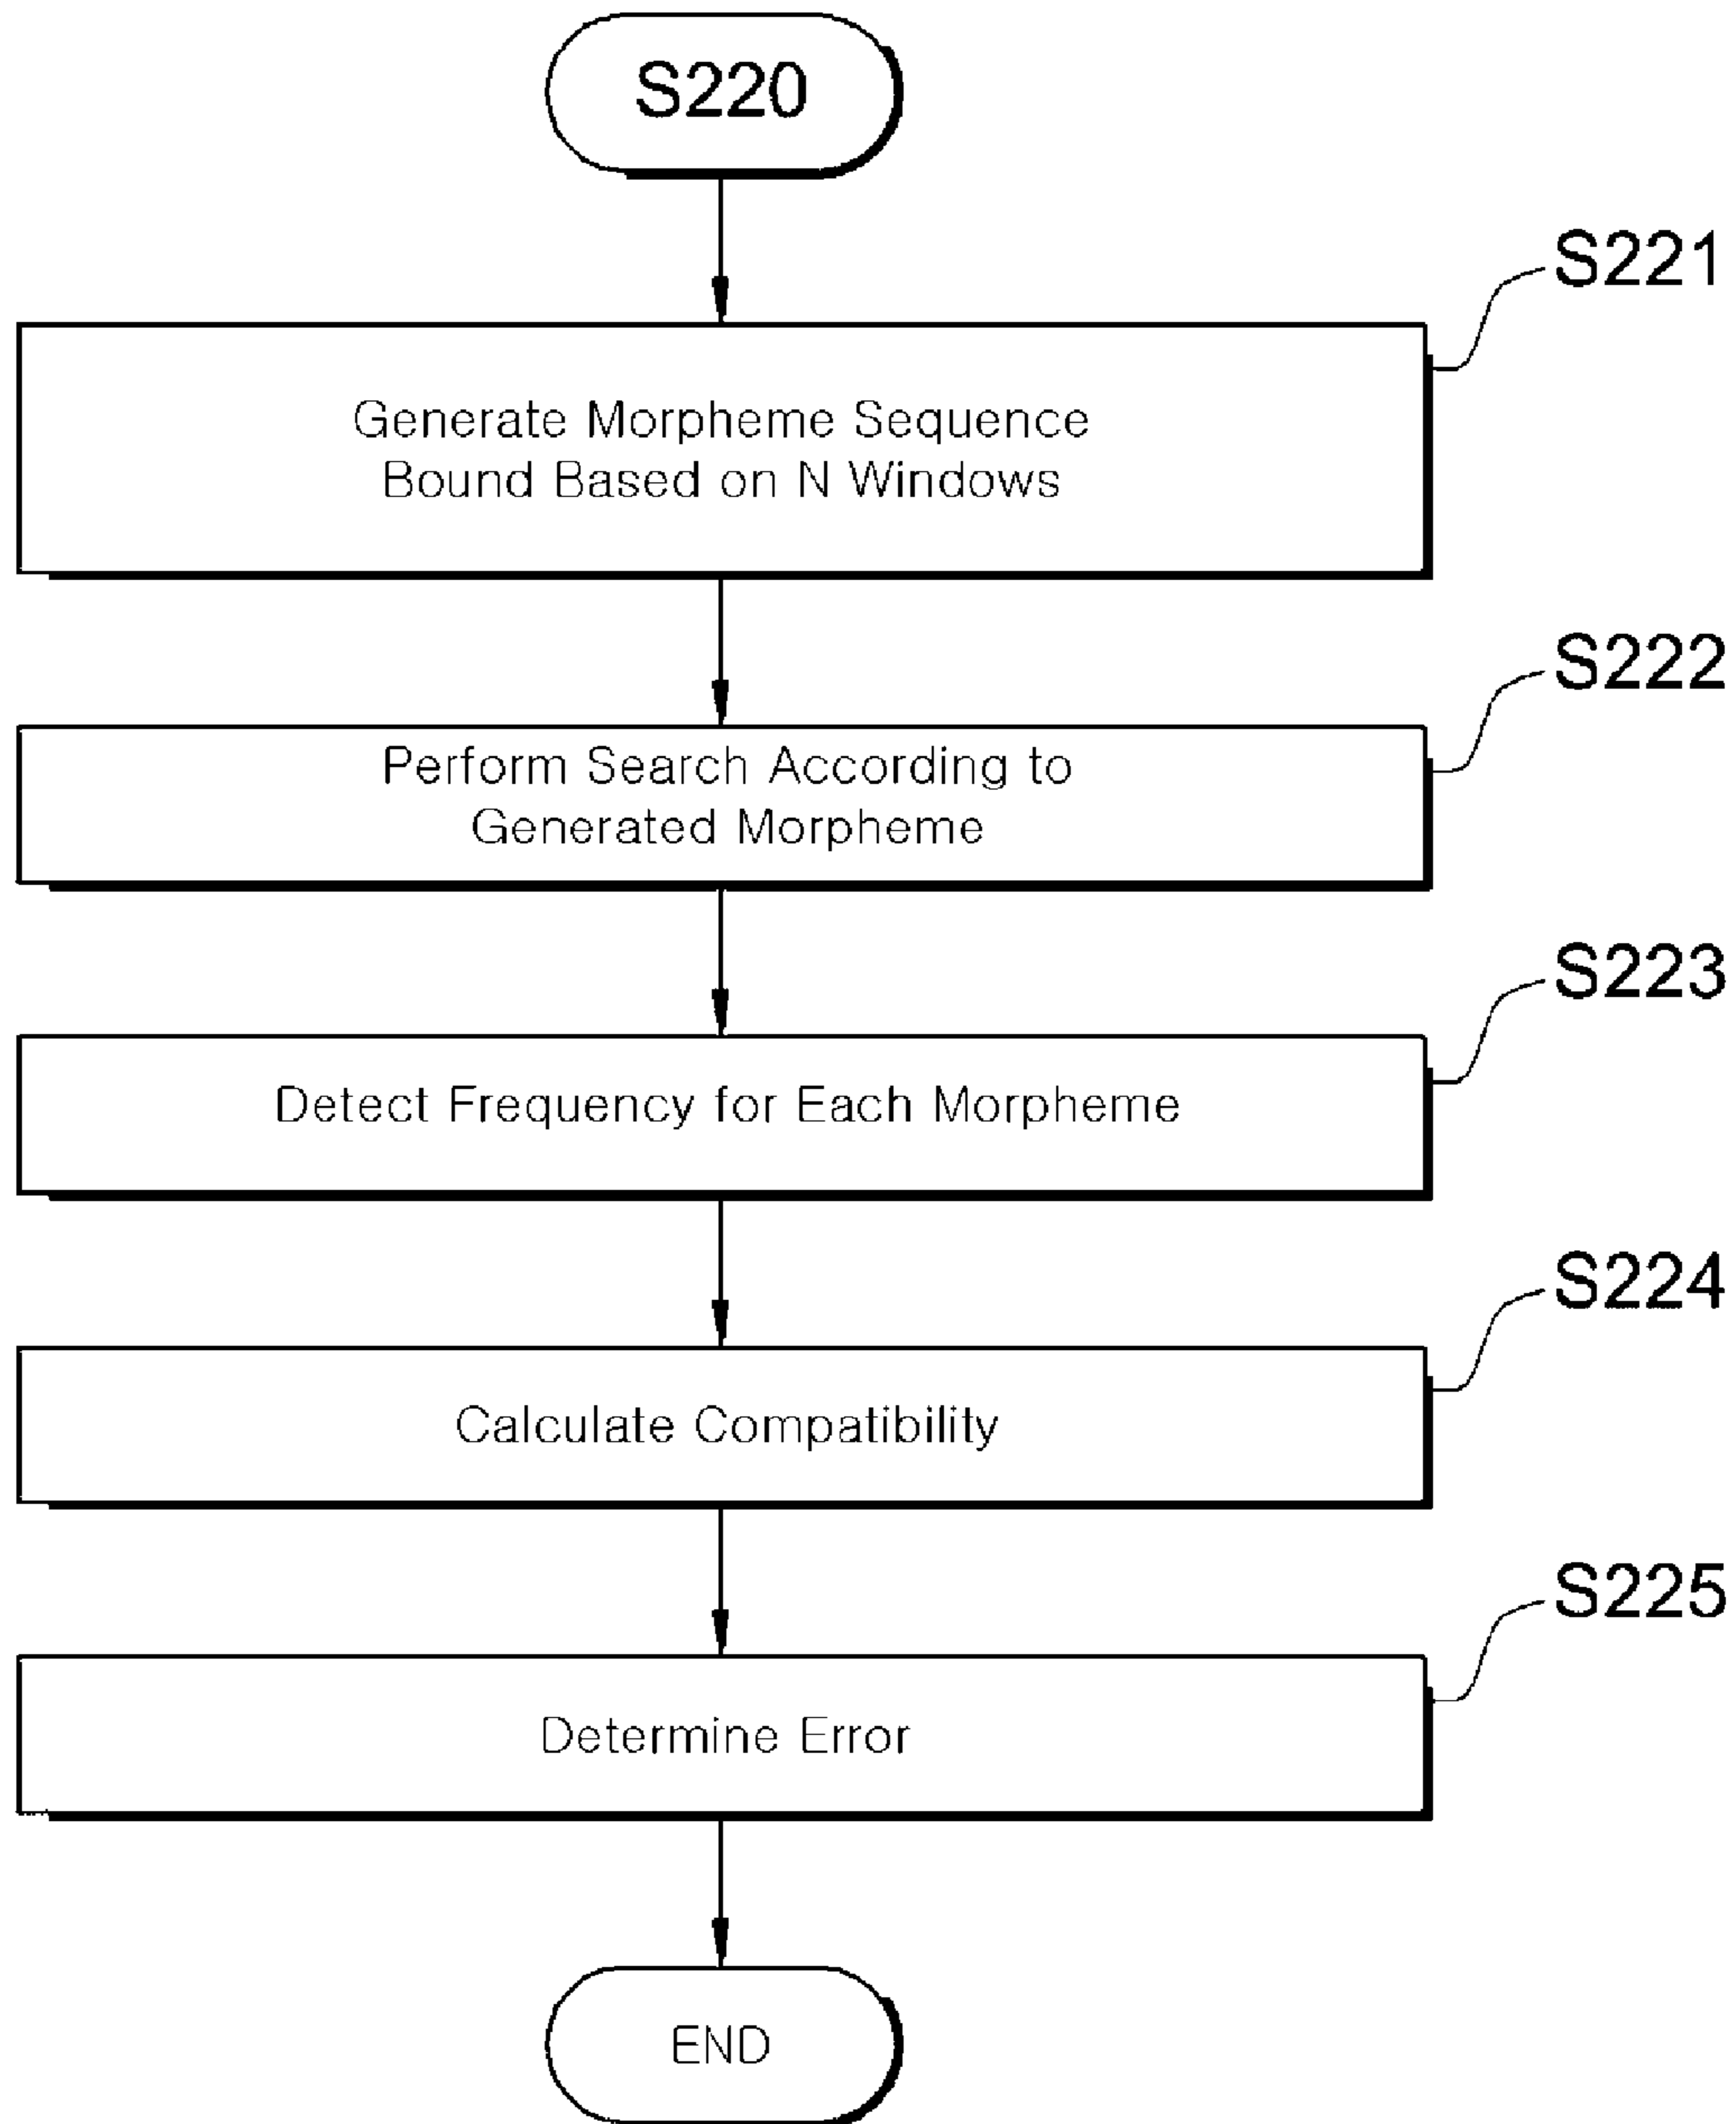 S220
S221
Generate Morpheme Sequence
Bound Based on N Windows
S222
Perform Search According to
Generated Morpheme
S223
Detect Frequency for Each Morpheme
S224
Calculate Compatibility
S225
Determine Error
END